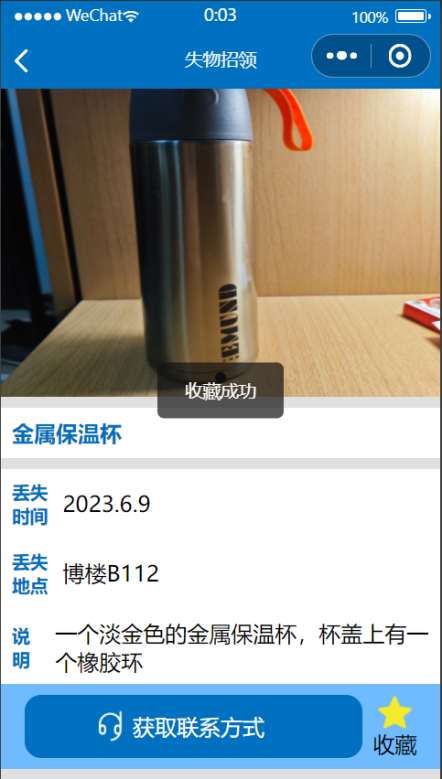 WeChat
0:03
100%
失物招领
EEMUND
收藏成功
金属保温杯
丢失
时间
2023.6.9
丢失
地点
博楼B112
说
明
一个淡金色的金属保温杯，杯盖上有一
个橡胶环
获取联系方式
收藏